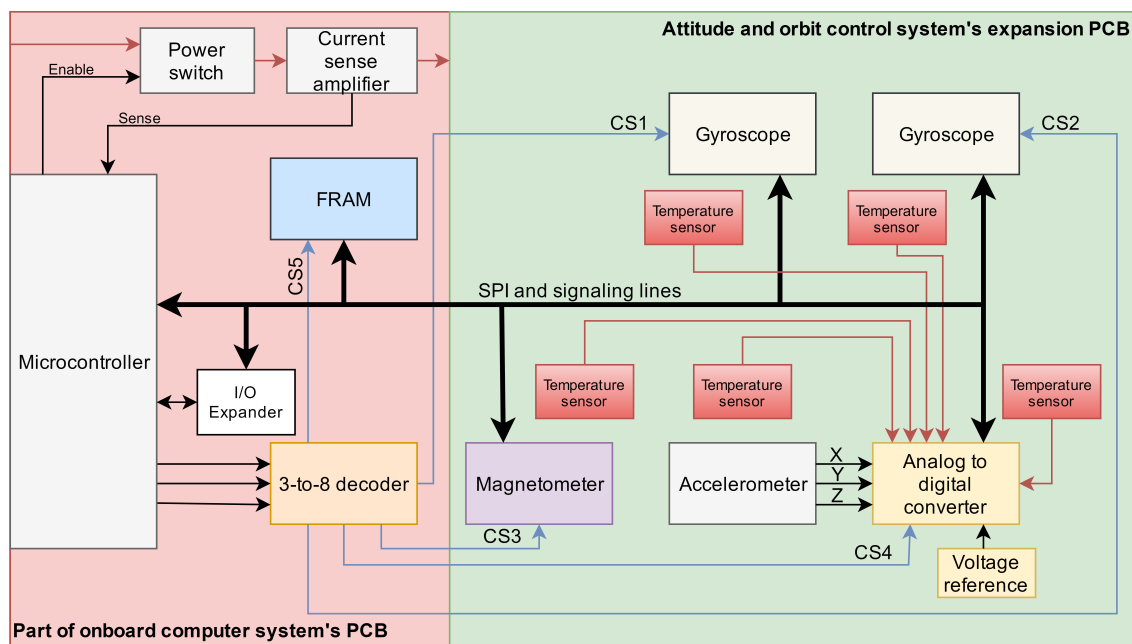 Attitude and orbit control system's expansion PCB
Power
switch
Current
sense
amplifier
Enable
Sense
CS1
Gyroscope
Gyroscope
CS2
FRAM
Temperature
sensor
Temperature
sensor
CS5
SPI and signaling lines
Microcontroller
I/O
Expander
Temperature
sensor
Temperature
sensor
Temperature
sensor
3-to-8 decoder
Magnetometer
Accelerometer
X
Y
Z
Analog to
digital
converter
CS3
CS4
Voltage
reference
Part of onboard computer system's PCB